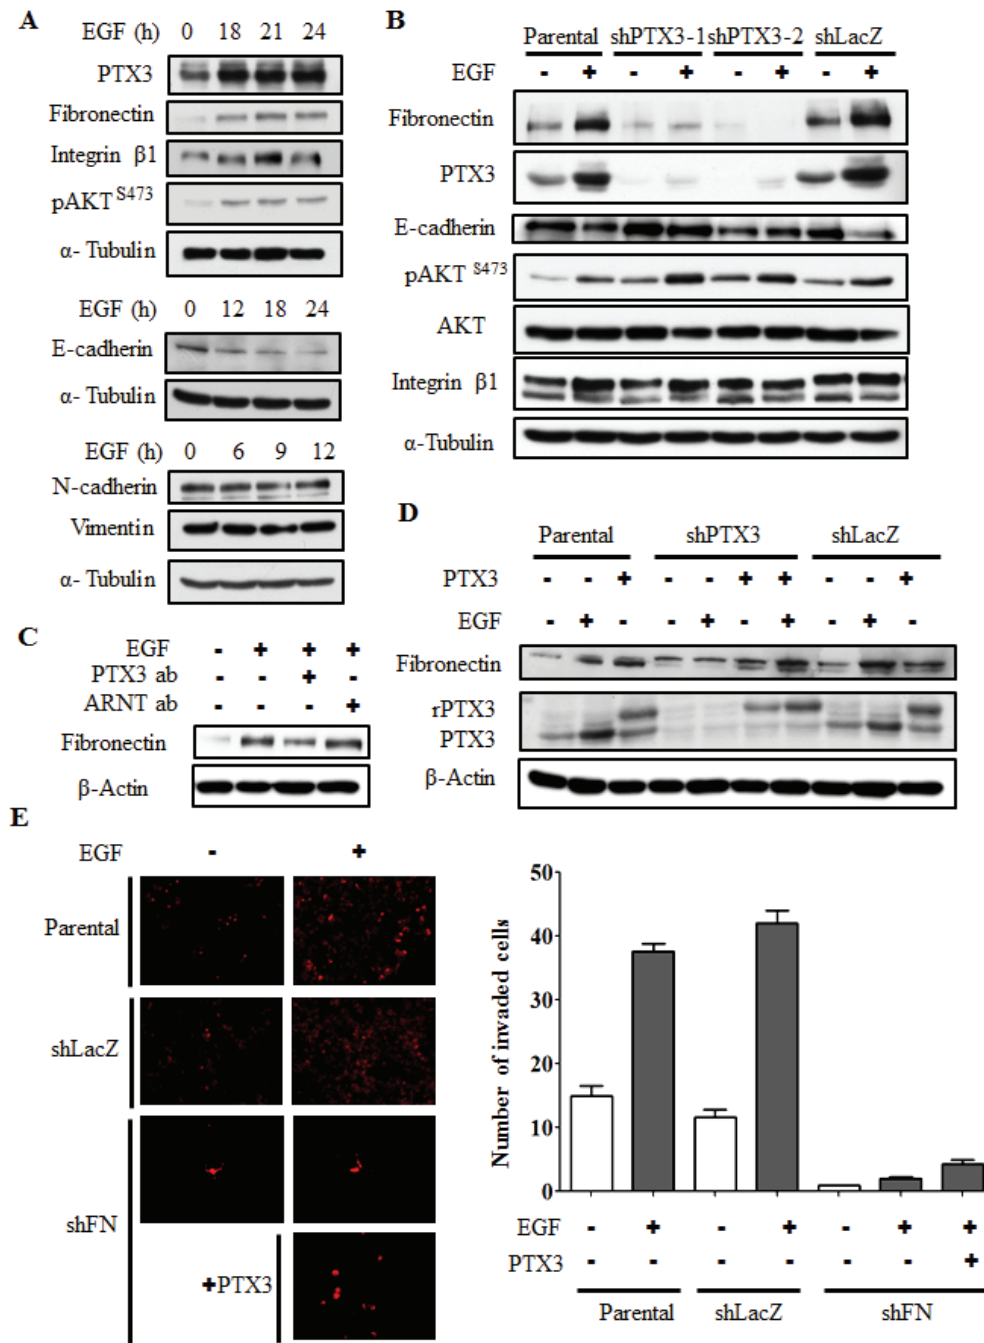 A
EGF (h) 0 18 21 24
PTX3
Fibronectin
Integrin β1
pAKT S473
α- Tubulin
EGF (h) 0 12 18 24
E-cadherin
α- Tubulin
EGF (h) 0 6 9 12
N-cadherin
Vimentin
α- Tubulin
B
Parental shPTX3-1 shPTX3-2 shLacZ
EGF - + - + - + - +
Fibronectin
PTX3
E-cadherin
pAKT S473
AKT
Integrin β1
α-Tubulin
C
EGF - + + +
PTX3 ab - - + -
ARNT ab - - - +
Fibronectin
β-Actin
D
Parental shPTX3 shLacZ
PTX3 - - + - - + + - - +
EGF - + - - + - + - + -
Fibronectin
rPTX3
PTX3
β-Actin
E
EGF - +
Parental
shLacZ
shFN
+PTX3
Number of invaded cells
50
40
30
20
10
0
EGF - + - + - + +
PTX3 - - - - - - +
Parental shLacZ shFN